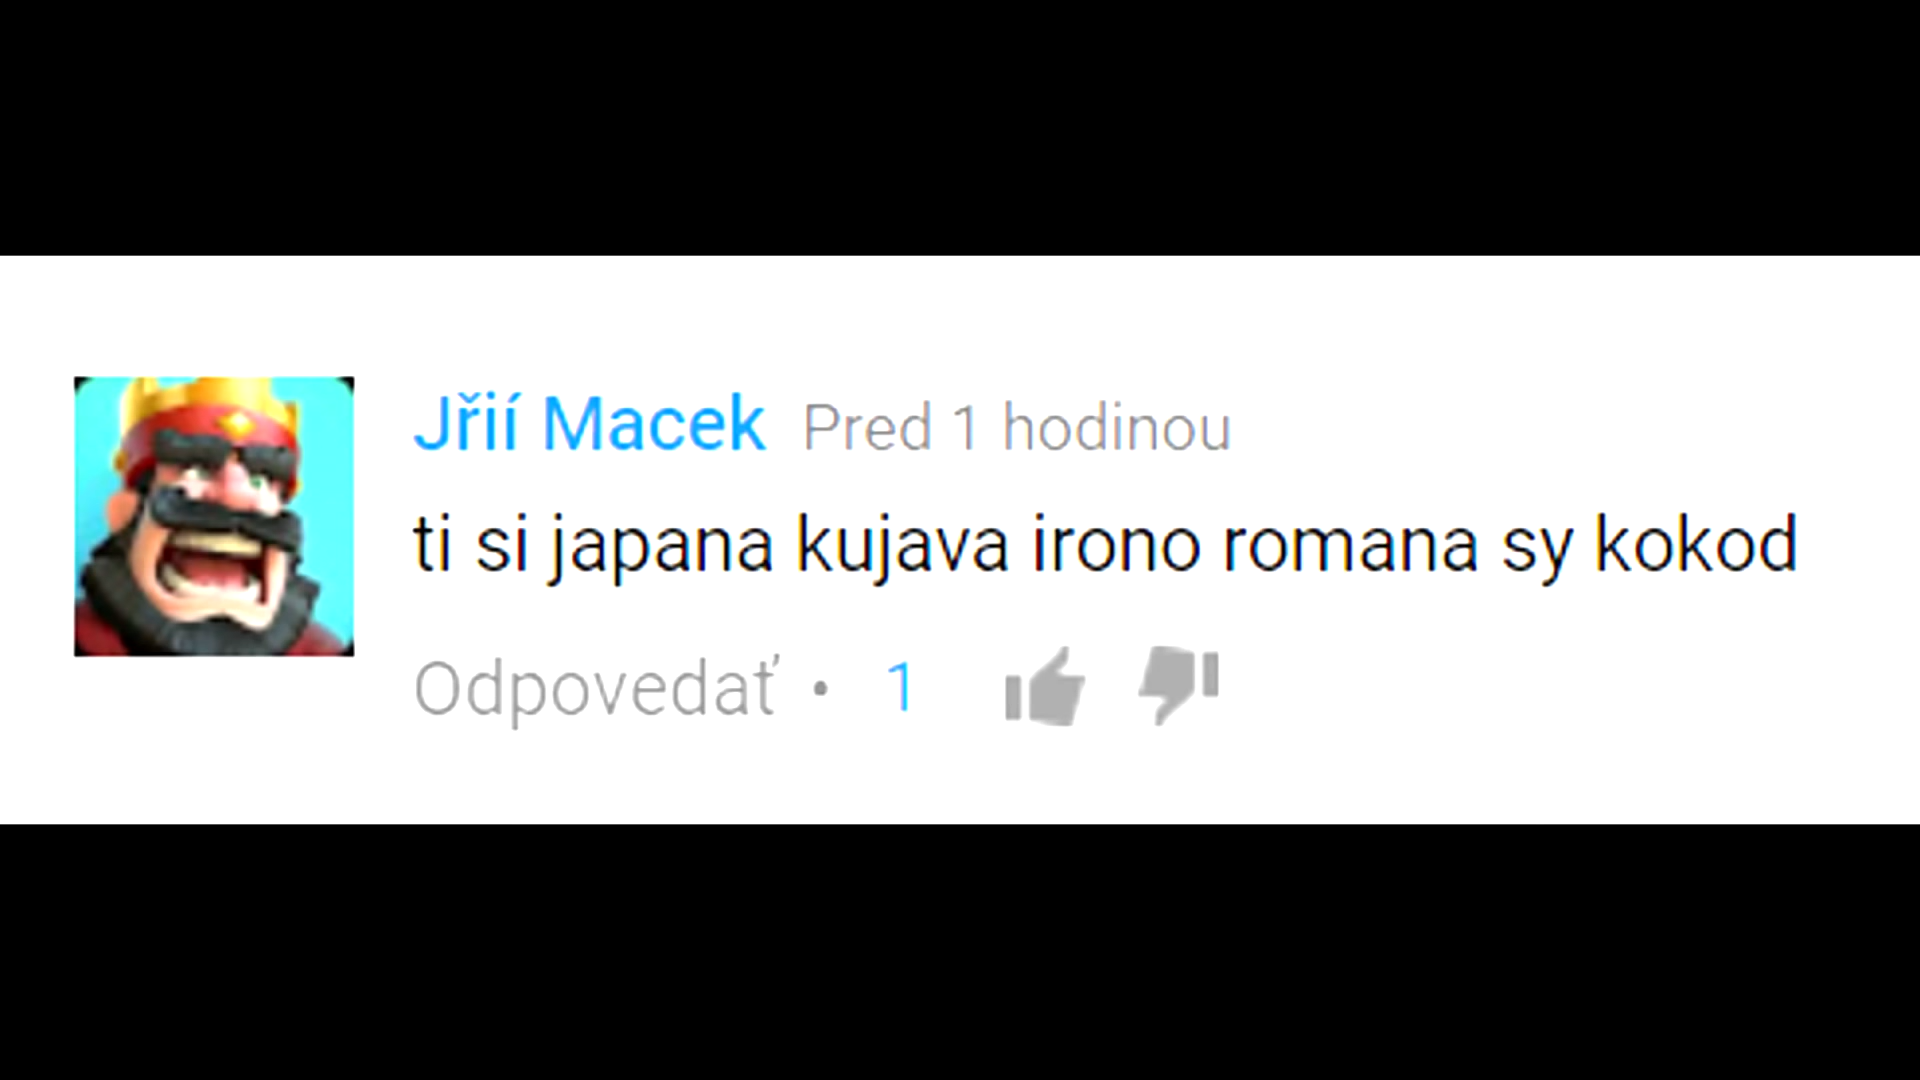 Jřií Macek Pred 1 hodinou
ti si japana kujava irono romana sy kokod
Odpovedať • 1